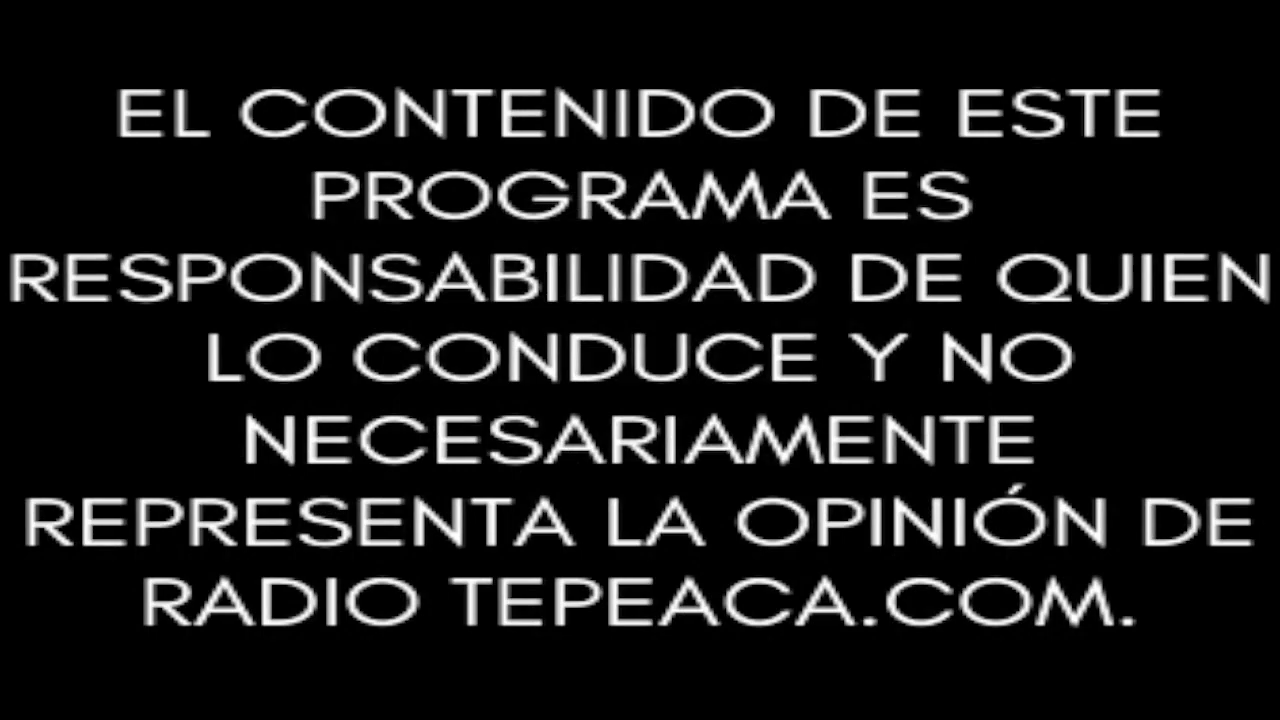 EL CONTENIDO DE ESTE
PROGRAMA ES
RESPONSABILIDAD DE QUIEN
LO CONDUCE Y NO
NECESARIAMENTE
REPRESENTA LA OPINIÓN DE
RADIO TEPEACA.COM.